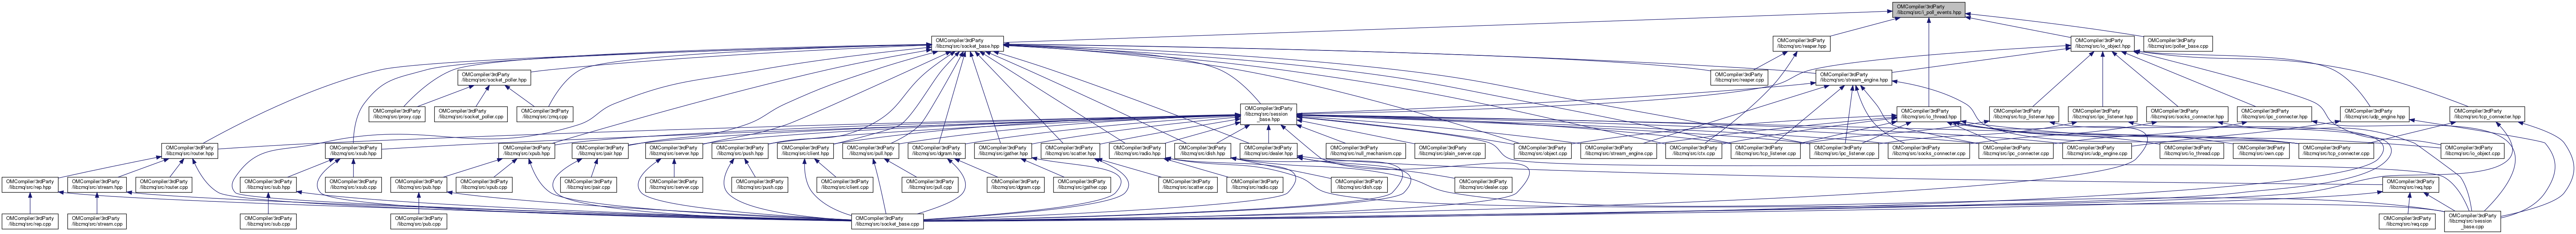 OMCompiler/3rdParty
/libzmq/src/i_poll_events.hpp
OMCompiler/3rdParty
/libzmq/src/socket_base.hpp
OMCompiler/3rdParty
/libzmq/src/reaper.hpp
OMCompiler/3rdParty
/libzmq/src/io_object.hpp
OMCompiler/3rdParty
/libzmq/src/poller_base.cpp
OMCompiler/3rdParty
/libzmq/src/socket_poller.hpp
OMCompiler/3rdParty
/libzmq/src/reaper.cpp
OMCompiler/3rdParty
/libzmq/src/stream_engine.hpp
OMCompiler/3rdParty
/libzmq/src/proxy.cpp
OMCompiler/3rdParty
/libzmq/src/socket_poller.cpp
OMCompiler/3rdParty
/libzmq/src/zmq.cpp
OMCompiler/3rdParty
/libzmq/src/session
_base.hpp
OMCompiler/3rdParty
/libzmq/src/io_thread.hpp
OMCompiler/3rdParty
/libzmq/src/tcp_listener.hpp
OMCompiler/3rdParty
/libzmq/src/ipc_listener.hpp
OMCompiler/3rdParty
/libzmq/src/socks_connecter.hpp
OMCompiler/3rdParty
/libzmq/src/ipc_connecter.hpp
OMCompiler/3rdParty
/libzmq/src/udp_engine.hpp
OMCompiler/3rdParty
/libzmq/src/tcp_connecter.hpp
OMCompiler/3rdParty
/libzmq/src/router.hpp
OMCompiler/3rdParty
/libzmq/src/xsub.hpp
OMCompiler/3rdParty
/libzmq/src/xpub.hpp
OMCompiler/3rdParty
/libzmq/src/pair.hpp
OMCompiler/3rdParty
/libzmq/src/server.hpp
OMCompiler/3rdParty
/libzmq/src/push.hpp
OMCompiler/3rdParty
/libzmq/src/client.hpp
OMCompiler/3rdParty
/libzmq/src/pull.hpp
OMCompiler/3rdParty
/libzmq/src/dgram.hpp
OMCompiler/3rdParty
/libzmq/src/gather.hpp
OMCompiler/3rdParty
/libzmq/src/scatter.hpp
OMCompiler/3rdParty
/libzmq/src/radio.hpp
OMCompiler/3rdParty
/libzmq/src/dish.hpp
OMCompiler/3rdParty
/libzmq/src/dealer.hpp
OMCompiler/3rdParty
/libzmq/src/null_mechanism.cpp
OMCompiler/3rdParty
/libzmq/src/plain_server.cpp
OMCompiler/3rdParty
/libzmq/src/object.cpp
OMCompiler/3rdParty
/libzmq/src/stream_engine.cpp
OMCompiler/3rdParty
/libzmq/src/ctx.cpp
OMCompiler/3rdParty
/libzmq/src/tcp_listener.cpp
OMCompiler/3rdParty
/libzmq/src/ipc_listener.cpp
OMCompiler/3rdParty
/libzmq/src/socks_connecter.cpp
OMCompiler/3rdParty
/libzmq/src/ipc_connecter.cpp
OMCompiler/3rdParty
/libzmq/src/udp_engine.cpp
OMCompiler/3rdParty
/libzmq/src/io_thread.cpp
OMCompiler/3rdParty
/libzmq/src/own.cpp
OMCompiler/3rdParty
/libzmq/src/tcp_connecter.cpp
OMCompiler/3rdParty
/libzmq/src/io_object.cpp
OMCompiler/3rdParty
/libzmq/src/rep.hpp
OMCompiler/3rdParty
/libzmq/src/stream.hpp
OMCompiler/3rdParty
/libzmq/src/router.cpp
OMCompiler/3rdParty
/libzmq/src/sub.hpp
OMCompiler/3rdParty
/libzmq/src/xsub.cpp
OMCompiler/3rdParty
/libzmq/src/pub.hpp
OMCompiler/3rdParty
/libzmq/src/xpub.cpp
OMCompiler/3rdParty
/libzmq/src/pair.cpp
OMCompiler/3rdParty
/libzmq/src/server.cpp
OMCompiler/3rdParty
/libzmq/src/push.cpp
OMCompiler/3rdParty
/libzmq/src/client.cpp
OMCompiler/3rdParty
/libzmq/src/pull.cpp
OMCompiler/3rdParty
/libzmq/src/dgram.cpp
OMCompiler/3rdParty
/libzmq/src/gather.cpp
OMCompiler/3rdParty
/libzmq/src/scatter.cpp
OMCompiler/3rdParty
/libzmq/src/radio.cpp
OMCompiler/3rdParty
/libzmq/src/dish.cpp
OMCompiler/3rdParty
/libzmq/src/dealer.cpp
OMCompiler/3rdParty
/libzmq/src/req.hpp
OMCompiler/3rdParty
/libzmq/src/rep.cpp
OMCompiler/3rdParty
/libzmq/src/stream.cpp
OMCompiler/3rdParty
/libzmq/src/sub.cpp
OMCompiler/3rdParty
/libzmq/src/pub.cpp
OMCompiler/3rdParty
/libzmq/src/socket_base.cpp
OMCompiler/3rdParty
/libzmq/src/req.cpp
OMCompiler/3rdParty
/libzmq/src/session
_base.cpp